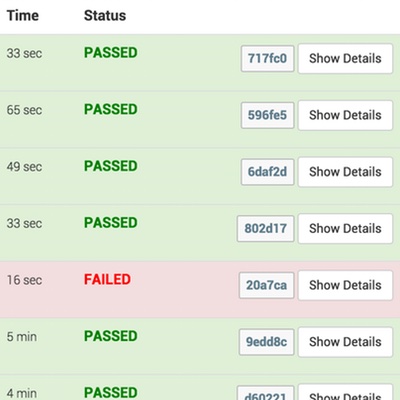 Time Status
33 sec PASSED 717fc0 Show Details
65 sec PASSED 596fe5 Show Details
49 sec PASSED 6daf2d Show Details
33 sec PASSED 802d17 Show Details
16 sec FAILED 20a7ca Show Details
5 min PASSED 9edd8c Show Details
4 min PASSED d60221 Show Details